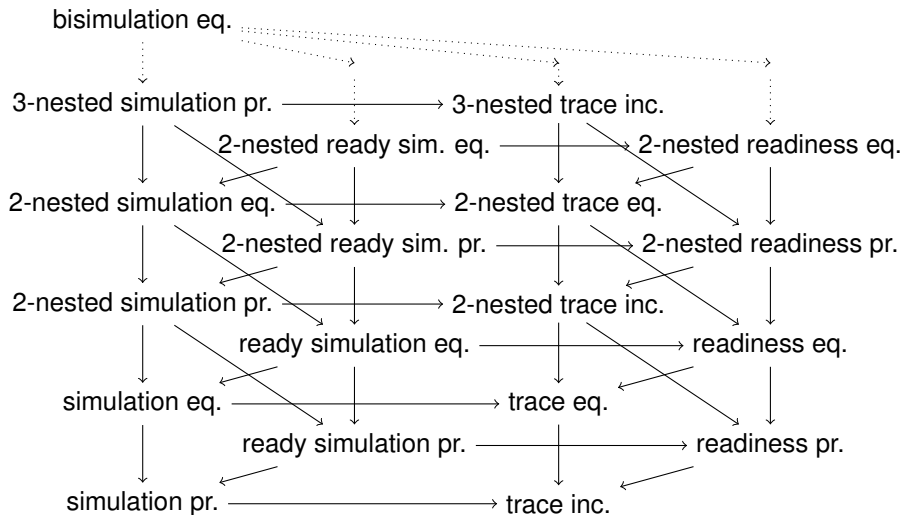 bisimulation eq.
3-nested simulation pr. 3-nested trace inc.
2-nested ready sim. eq. 2-nested readiness eq.
2-nested simulation eq. 2-nested trace eq.
2-nested ready sim. pr. 2-nested readiness pr.
2-nested simulation pr. 2-nested trace inc.
ready simulation eq. readiness eq.
simulation eq. trace eq.
ready simulation pr. readiness pr.
simulation pr. trace inc.